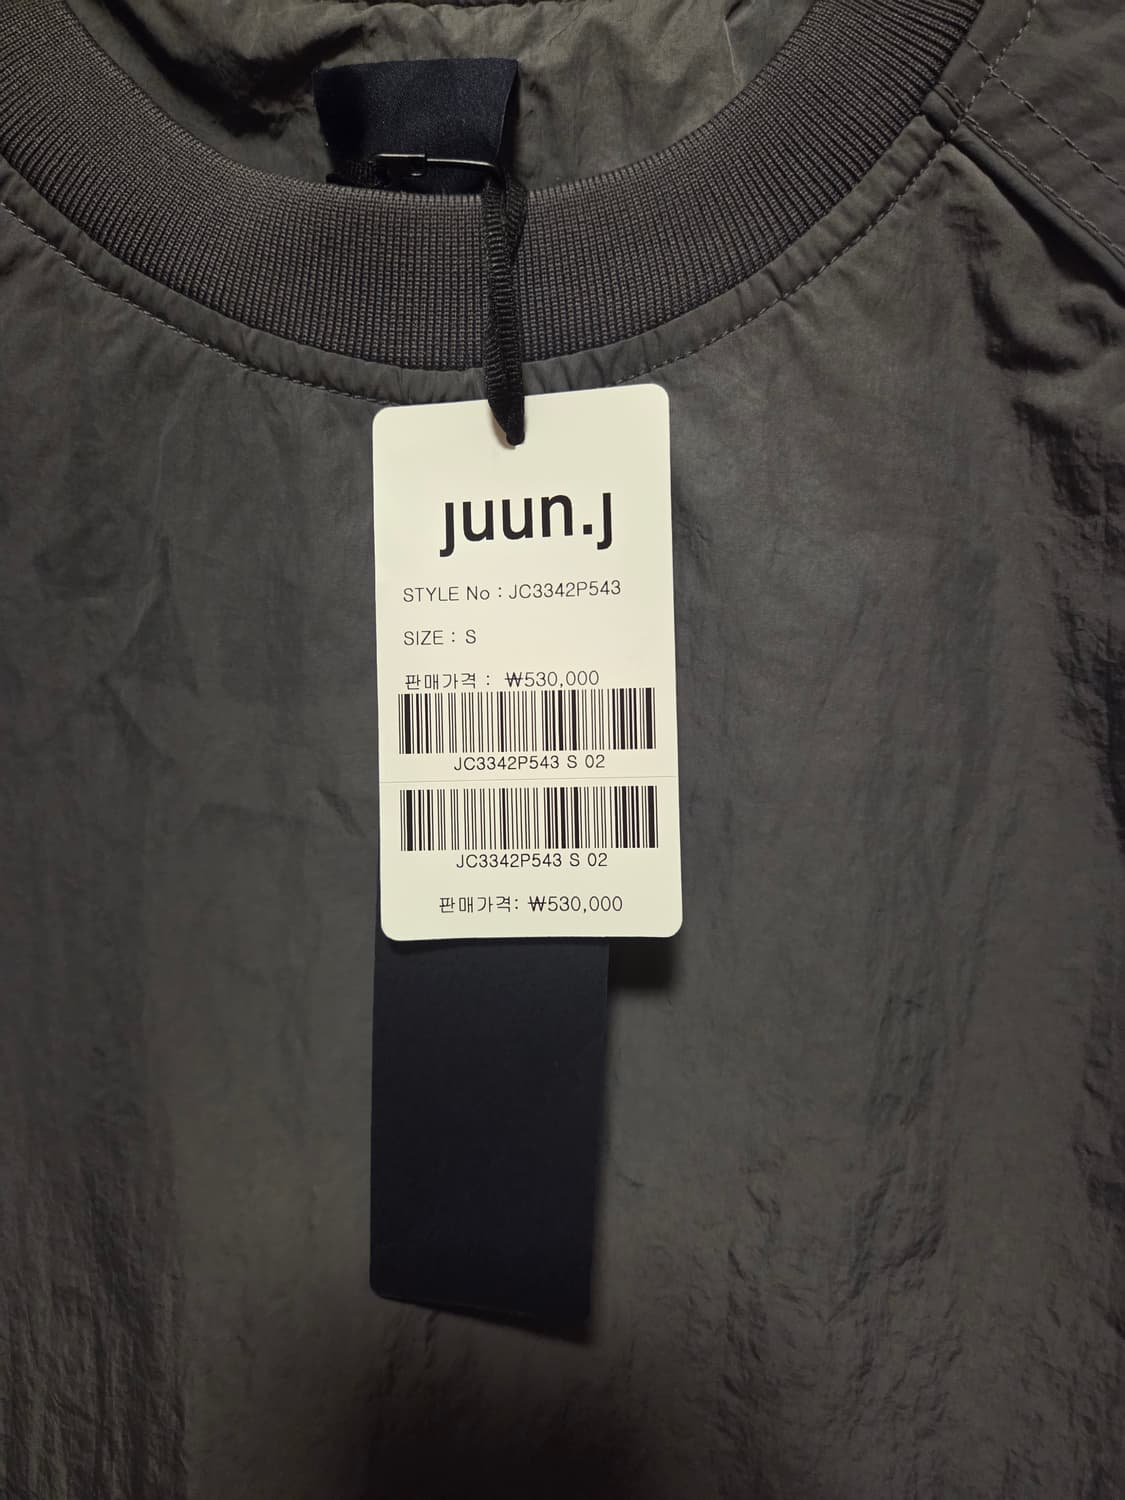 juun.j
STYLE No : JC3342P543
SIZE : S
판매가격 : ₩530,000
JC3342P543 S 02
JC3342P543 S 02
판매가격: ₩530,000